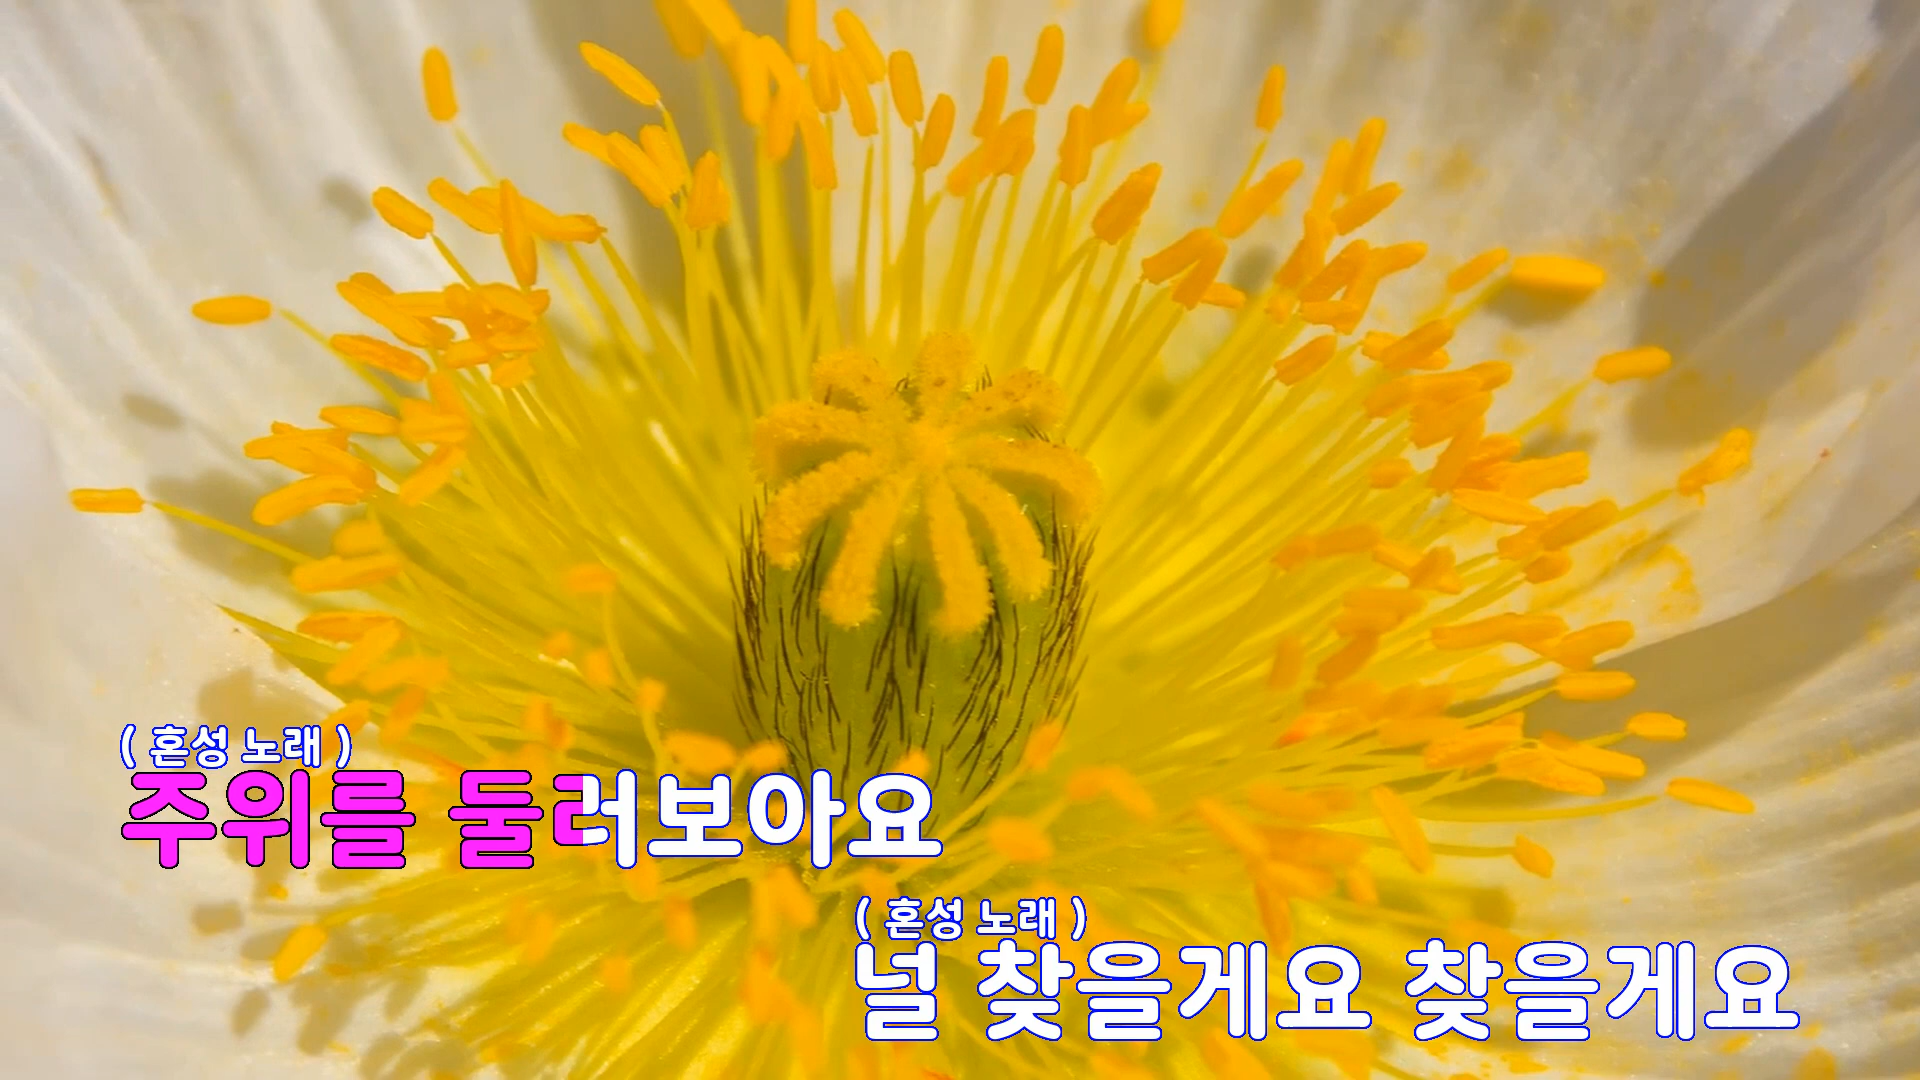 ( 혼성 노래 )
주위를 둘러보아요
( 혼성 노래 )
널 찾을게요 찾을게요